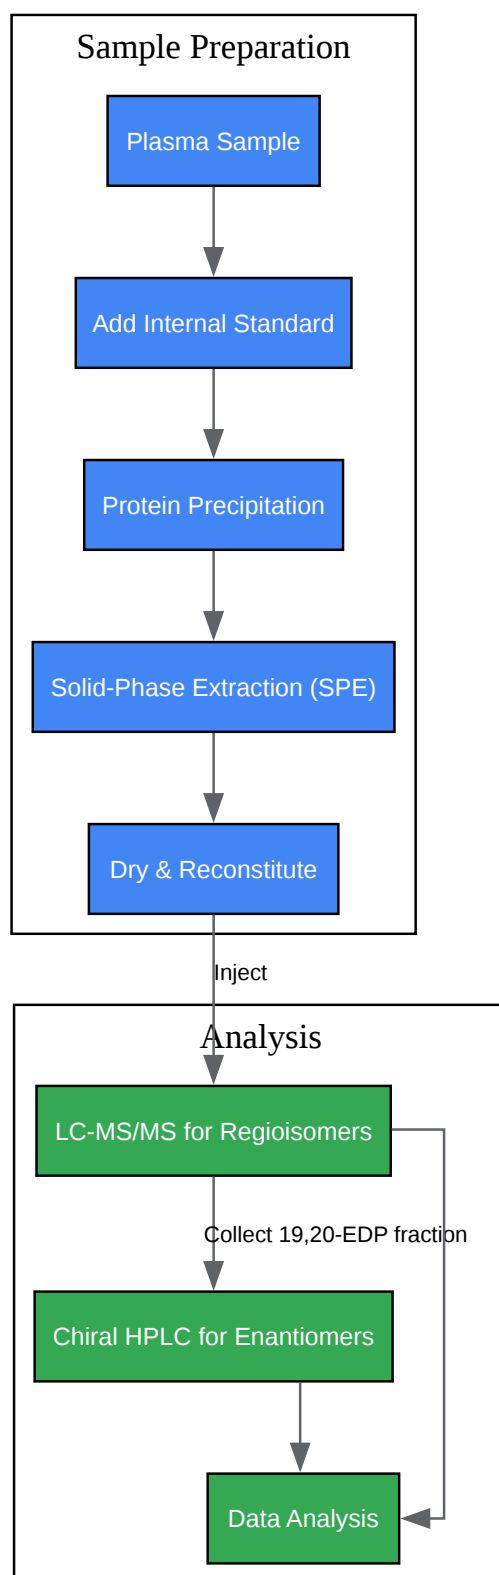 Sample Preparation
Plasma Sample
Add Internal Standard
Protein Precipitation
Solid-Phase Extraction (SPE)
Dry & Reconstitute
Inject
Analysis
LC-MS/MS for Regioisomers
Collect 19,20-EDP fraction
Chiral HPLC for Enantiomers
Data Analysis